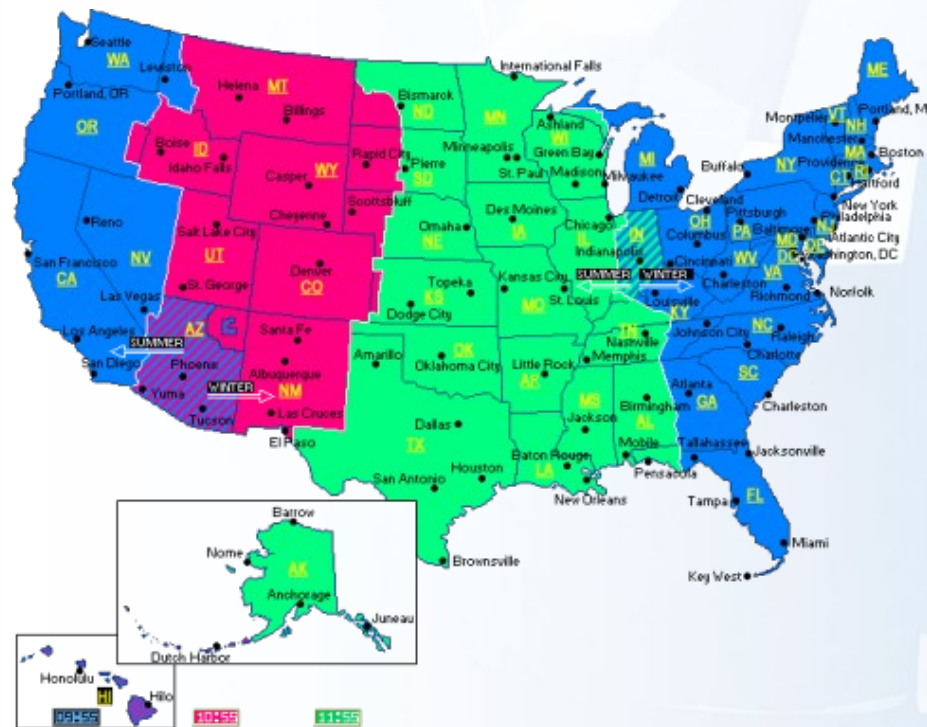 Seattle
WA
Lewiston
Portland, OR
OR
Helena
MT
Billings
Boise
ID
Idaho Falls
WY
Casper
Cheyenne
Rapid City
Scottsbluff
Bismarck
ND
Pierre
SD
International Falls
MN
Minneapolis
St. Paul
Ashland
WI
Green Bay
Madison
Milwaukee
MI
Detroit
Reno
NV
San Francisco
CA
Las Vegas
Los Angeles
San Diego
Salt Lake City
UT
St. George
Denver
CO
Omaha
NE
Des Moines
IA
Chicago
IL
IN
Indianapolis
SUMMER
WINTER
Topeka
KS
Dodge City
Kansas City
MO
St. Louis
Cleveland
OH
Columbus
Cincinnati
Louisville
KY
WV
Charleston
VA
Richmond
Norfolk
ME
Montpelier
VT
NH
Portland, M
Manchester
MA
Boston
Providence
RI
CT
Hartford
NY
Buffalo
New York
Pittsburgh
PA
Philadelphia
NJ
Baltimore
MD
DC
Atlantic City
Washington, DC
SUMMER
AZ
Phoenix
Yuma
Tucson
WINTER
Santa Fe
Albuquerque
NM
Las Cruces
El Paso
Amarillo
OK
Oklahoma City
Little Rock
AR
TN
Nashville
Memphis
Johnson City
NC
Raleigh
Charlotte
SC
Charleston
Atlanta
GA
MS
Jackson
Birmingham
AL
Mobile
Pensacola
Tallahassee
Jacksonville
Dallas
TX
San Antonio
Houston
Baton Rouge
LA
New Orleans
Brownsville
Tampa
FL
Miami
Key West
Barrow
Nome
AK
Anchorage
Juneau
Dutch Harbor
Honolulu
HI
Hilo
09:55
10:55
11:55